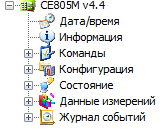 CE805M v4.4
Дата/время
Информация
Команды
Конфигурация
Состояние
Данные измерений
Журнал событий